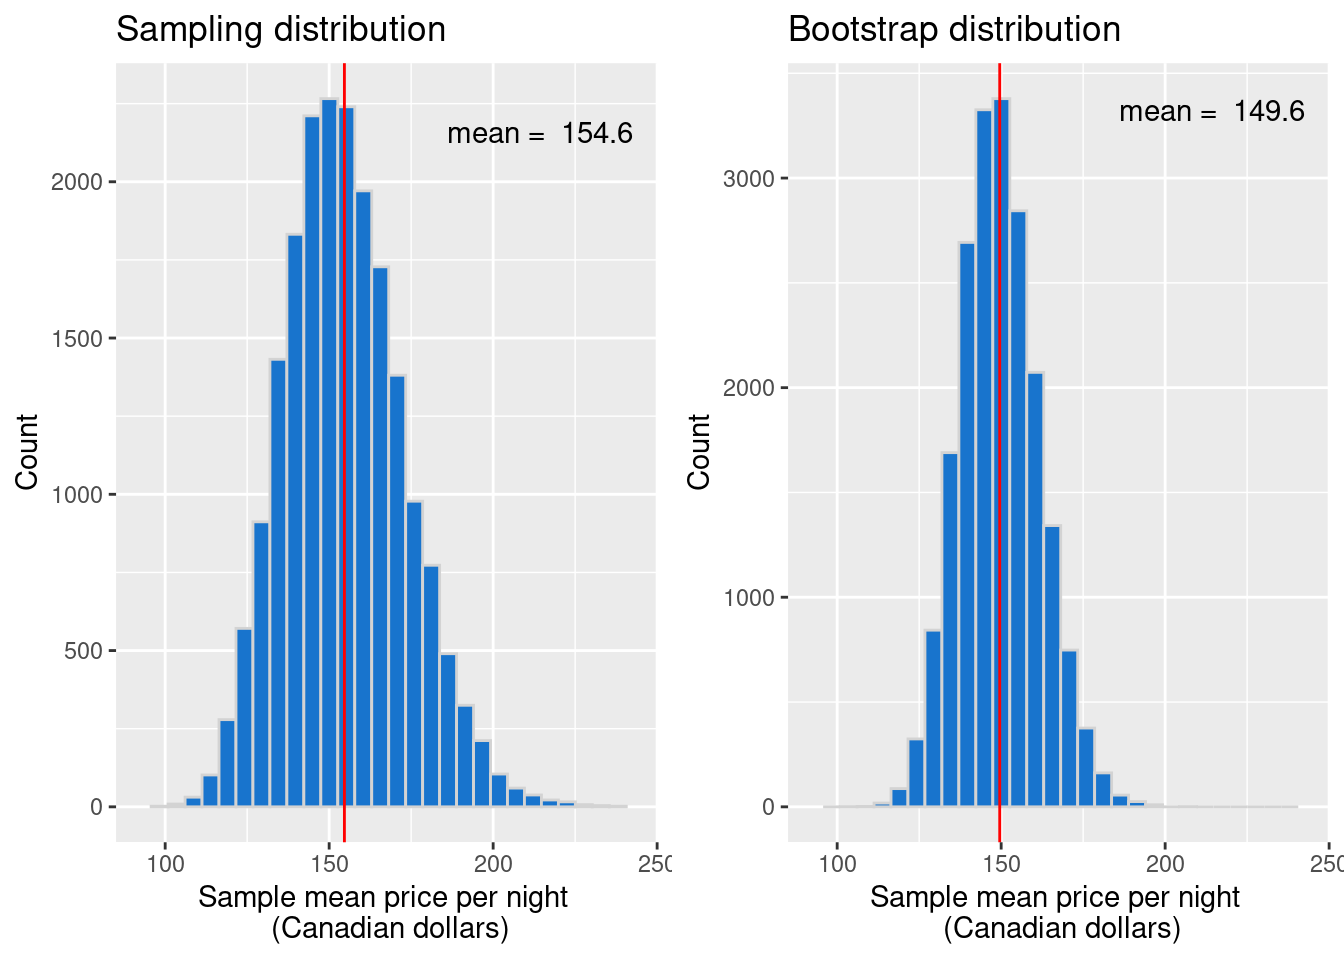 Sampling distribution
mean = 154.6
2000
1500
1000
500
0
Count
100
150
200
250
Sample mean price per night
(Canadian dollars)
Bootstrap distribution
mean = 149.6
3000
2000
1000
0
Count
100
150
200
250
Sample mean price per night
(Canadian dollars)